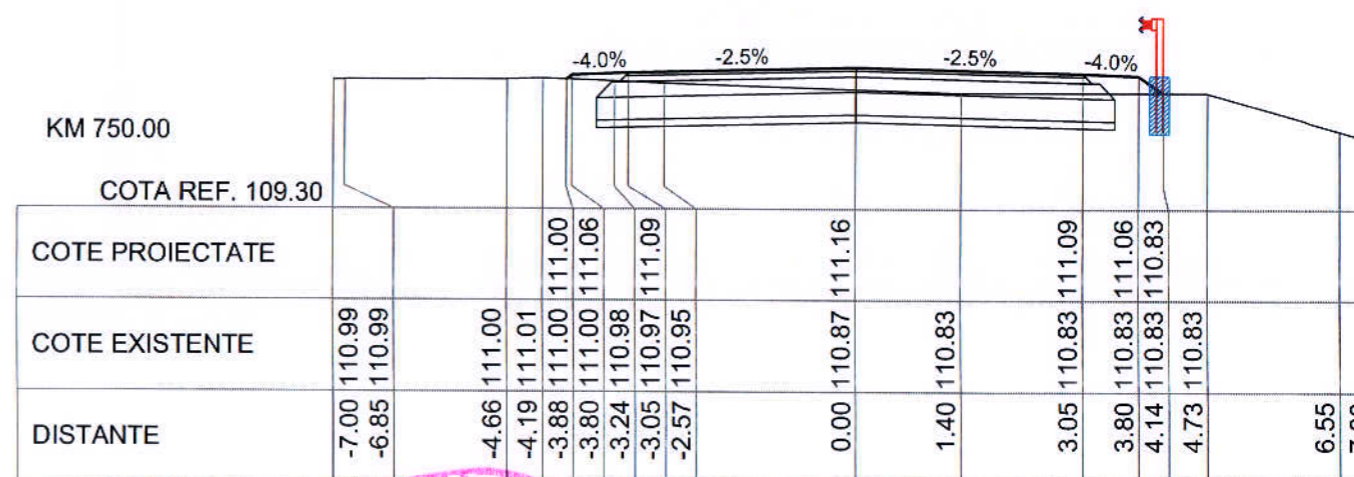 -4.0% -2.5% -2.5% -4.0%
KM 750.00
COTA REF. 109.30
COTE PROIECTATE 111.00 111.06 111.09 111.16 111.09 111.06 110.83
COTE EXISTENTE 110.99 110.99 111.00 111.01 111.00 111.00 110.98 110.97 110.95 110.87 110.83 110.83 110.83 110.83 110.83
DISTANTE -7.00 -6.85 -4.66 -4.19 -3.88 -3.80 -3.24 -3.05 -2.57 0.00 1.40 3.05 3.80 4.14 4.73 6.55